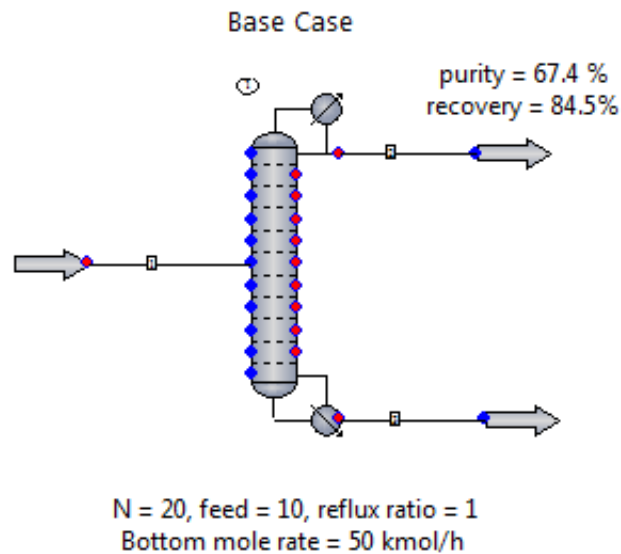 Base Case
purity = 67.4 %
recovery = 84.5%
N = 20, feed = 10, reflux ratio = 1
Bottom mole rate = 50 kmol/h